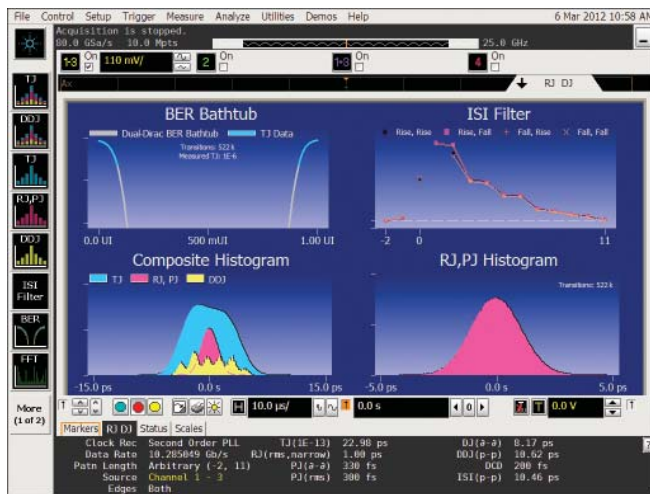 File Control Setup Trigger Measure Analyze Utilities Demos Help 6 Mar 2012 10:58 AM
Acquisition is stopped.
80.0 GSa/s 10.0 Mpts 25.0 GHz
1-3 On 110 mV/ 2 On 1-3 On 4 On
RJ DJ
TJ
DDJ
TJ
RJ,PJ
DDJ
ISI
Filter
BER
FFT
More
(1 of 2)
BER Bathtub
Dual-Dirac BER Bathtub TJ Data
Transitions: 522 k
Measured TJ: 1E-6
0.0 UI 500 mUI 1.00 UI
ISI Filter
Rise, Rise Rise, Fall Fall, Rise Fall, Fall
-2 0 11
Composite Histogram
TJ RJ, PJ DDJ
-15.0 ps 0.0 s 15.0 ps
RJ,PJ Histogram
Transitions: 522 k
-5.0 ps 0.0 s 5.0 ps
H 10.0 µs/ 0.0 s 0 T 0.0 V
Markers RJ DJ Status Scales
Clock Rec Second Order PLL TJ(1E-13) 22.98 ps DJ(∂-∂) 8.17 ps
Data Rate 10.285049 Gb/s RJ(rms,narrow) 1.00 ps DDJ(p-p) 10.62 ps
Patn Length Arbitrary (-2, 11) PJ(∂-∂) 330 fs DCD 200 fs
Source Channel 1 - 3 PJ(rms) 300 fs ISI(p-p) 10.46 ps
Edges Both